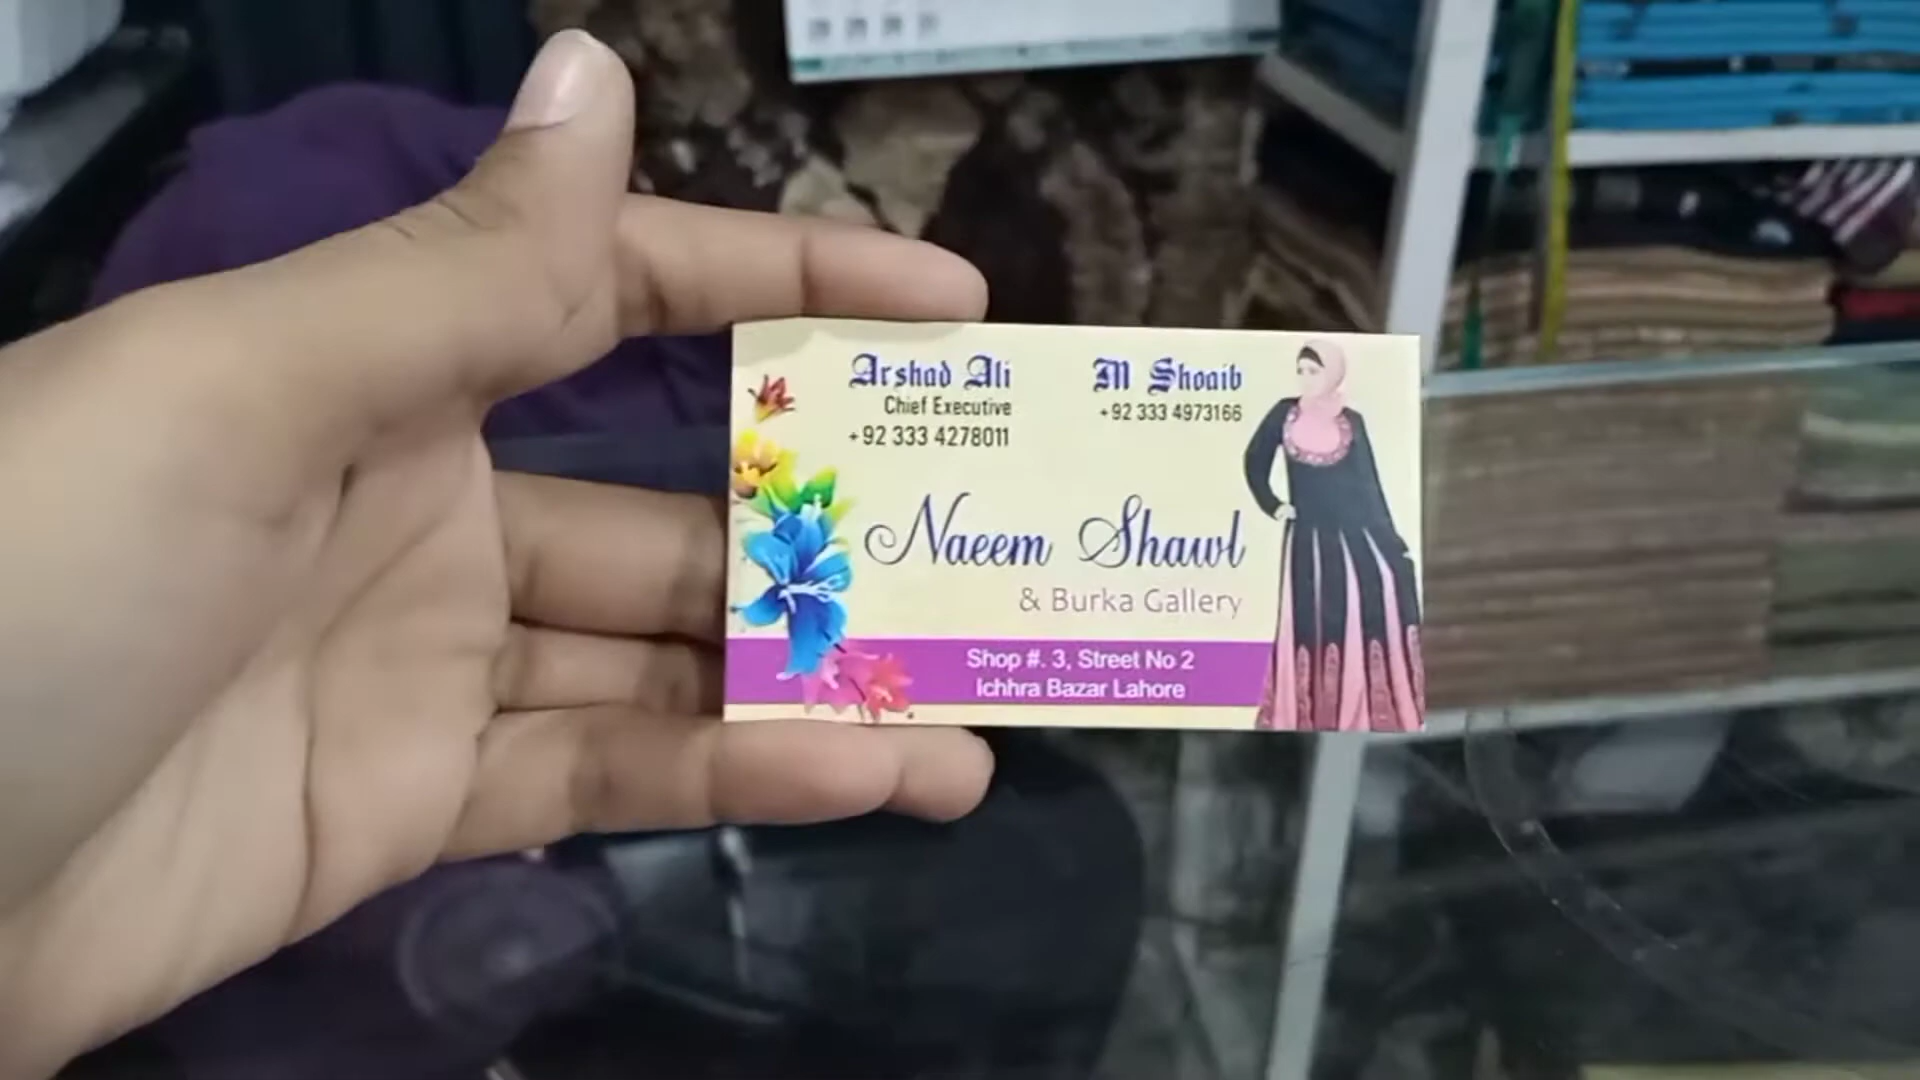 Arshad Ali
Chief Executive
+92 333 4278011
M Shoaib
+92 333 4973166
Naeem Shawl
& Burka Gallery
Shop #. 3, Street No 2
Ichhra Bazar Lahore